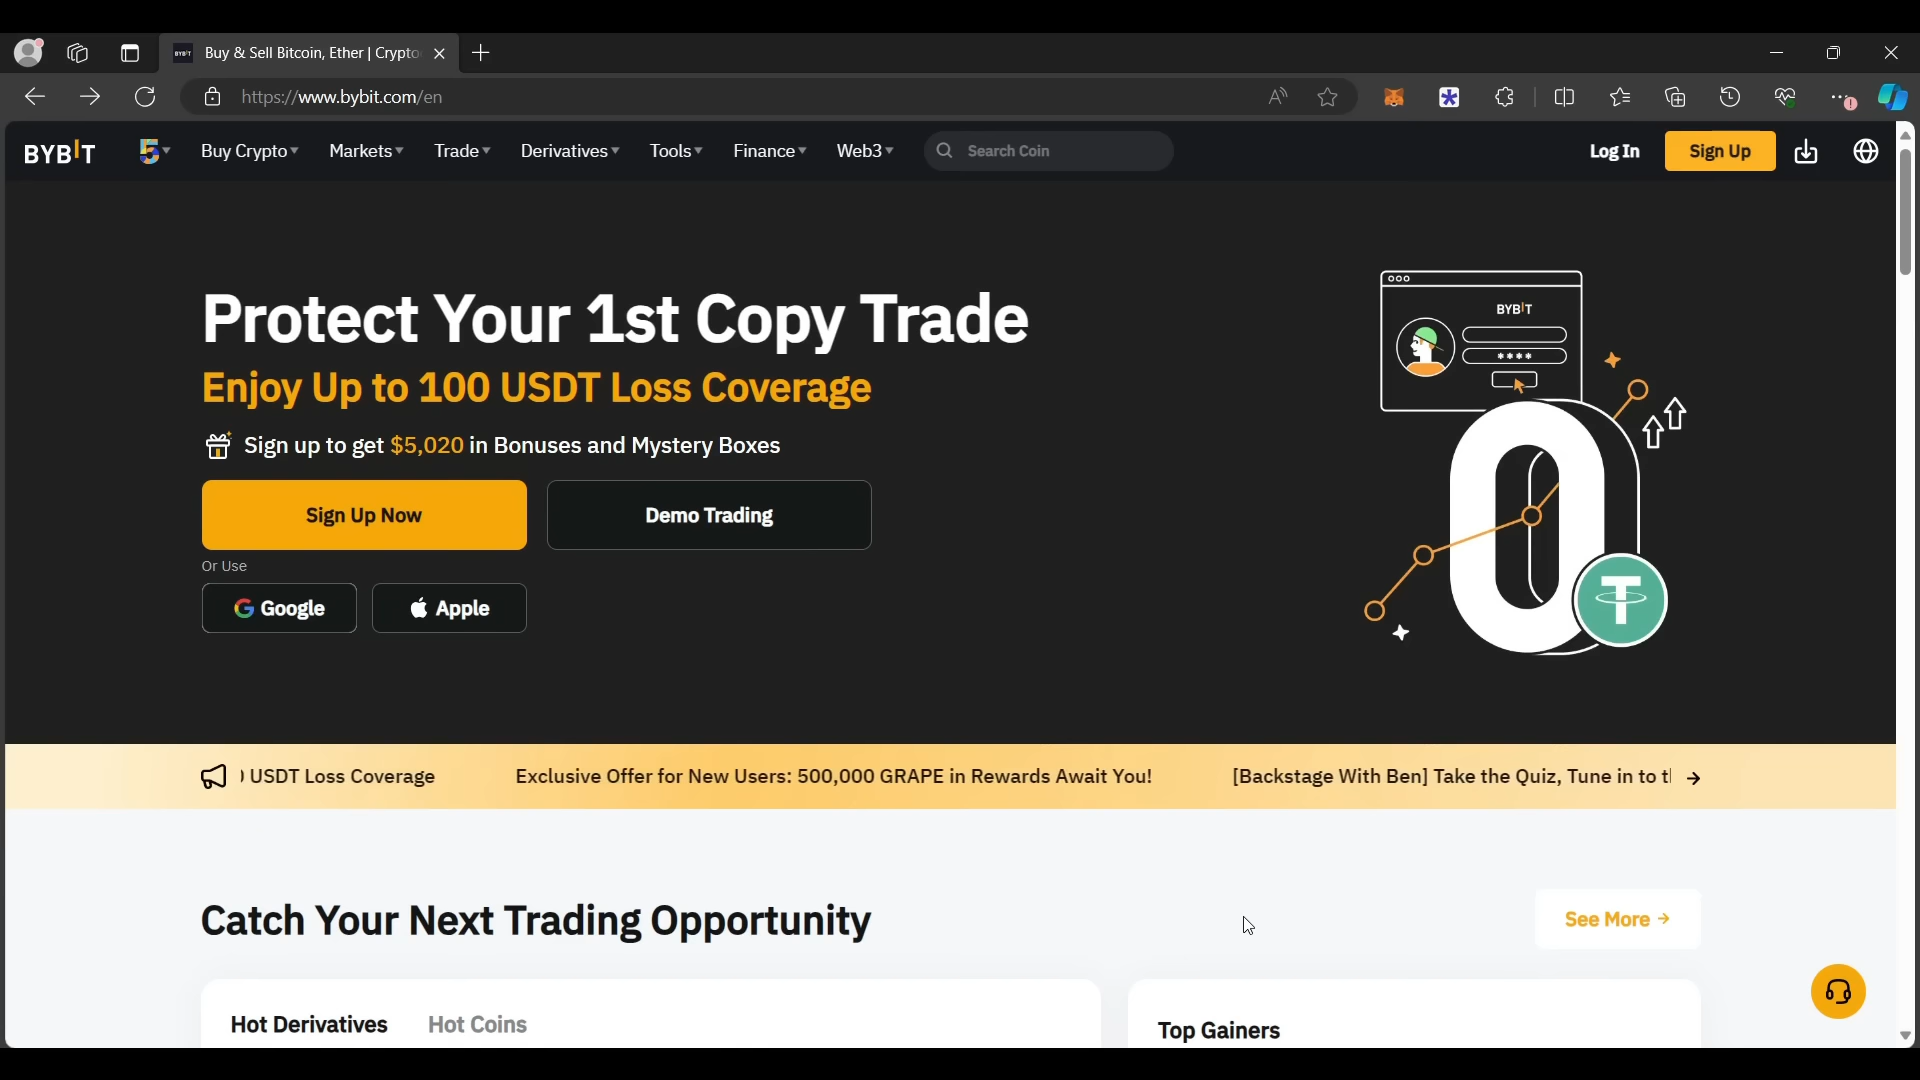 Buy & Sell Bitcoin, Ether | Crypto
https://www.bybit.com/en
BYBIT
5
Buy Crypto
Markets
Trade
Derivatives
Tools
Finance
Web3
Search Coin
Log In
Sign Up
Protect Your 1st Copy Trade
Enjoy Up to 100 USDT Loss Coverage
Sign up to get $5,020 in Bonuses and Mystery Boxes
Sign Up Now
Demo Trading
Or Use
Google
Apple
BYBIT
****
0
USDT Loss Coverage
Exclusive Offer for New Users: 500,000 GRAPE in Rewards Await You!
[Backstage With Ben] Take the Quiz, Tune in to
Catch Your Next Trading Opportunity
See More
Hot Derivatives
Hot Coins
Top Gainers